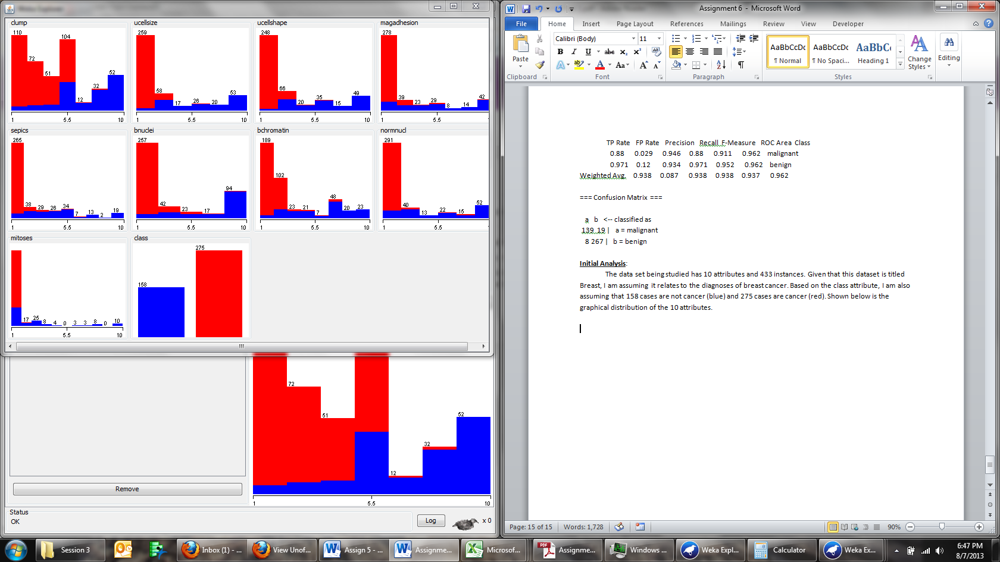 clump
110
104
72
51
12
32
52
1
5.5
10
ucellsize
259
58
17
26
20
53
1
5.5
10
ucellshape
248
66
20
35
15
49
1
5.5
10
magadhesion
278
39
23
29
8
14
42
1
5.5
sepics
265
38
29
26
34
7
13
2
19
1
5.5
10
bnuclei
257
42
23
17
94
1
5.5
10
bchromatin
189
102
23
21
7
48
20
23
1
5.5
10
normnucl
291
40
13
22
15
52
1
5.5
mitoses
17
25
8
4
0
3
3
8
0
10
1
5.5
10
class
158
275
72
51
12
32
52
1
5.5
10
Remove
Status
OK
Log
x 0
Assignment 6 - Microsoft Word
File Home Insert Page Layout References Mailings Review View Developer
Paste
Clipboard
Calibri (Body) 11
B I U abc x₂ x²
A ab A Aa A A
Font
Paragraph
AaBbCcDc AaBbCcDc AaBbCc
¶ Normal ¶ No Spaci... Heading 1
Styles
Change Styles
Editing
TP Rate FP Rate Precision Recall F-Measure ROC Area Class
0.88 0.029 0.946 0.88 0.911 0.962 malignant
0.971 0.12 0.934 0.971 0.952 0.962 benign
Weighted Avg. 0.938 0.087 0.938 0.938 0.937 0.962
=== Confusion Matrix ===
a b <-- classified as
139 19 | a = malignant
8 267 | b = benign
Initial Analysis:
The data set being studied has 10 attributes and 433 instances. Given that this dataset is titled
Breast, I am assuming it relates to the diagnoses of breast cancer. Based on the class attribute, I am also
assuming that 158 cases are not cancer (blue) and 275 cases are cancer (red). Shown below is the
graphical distribution of the 10 attributes.
Page: 15 of 15 Words: 1,728 90%
Session 3
Inbox (1) - ...
View Unof...
Assign 5 - ...
Assignme...
Microsof...
Assignme...
Windows ...
Weka Expl...
Calculator
Weka Ex...
6:47 PM
8/7/2013